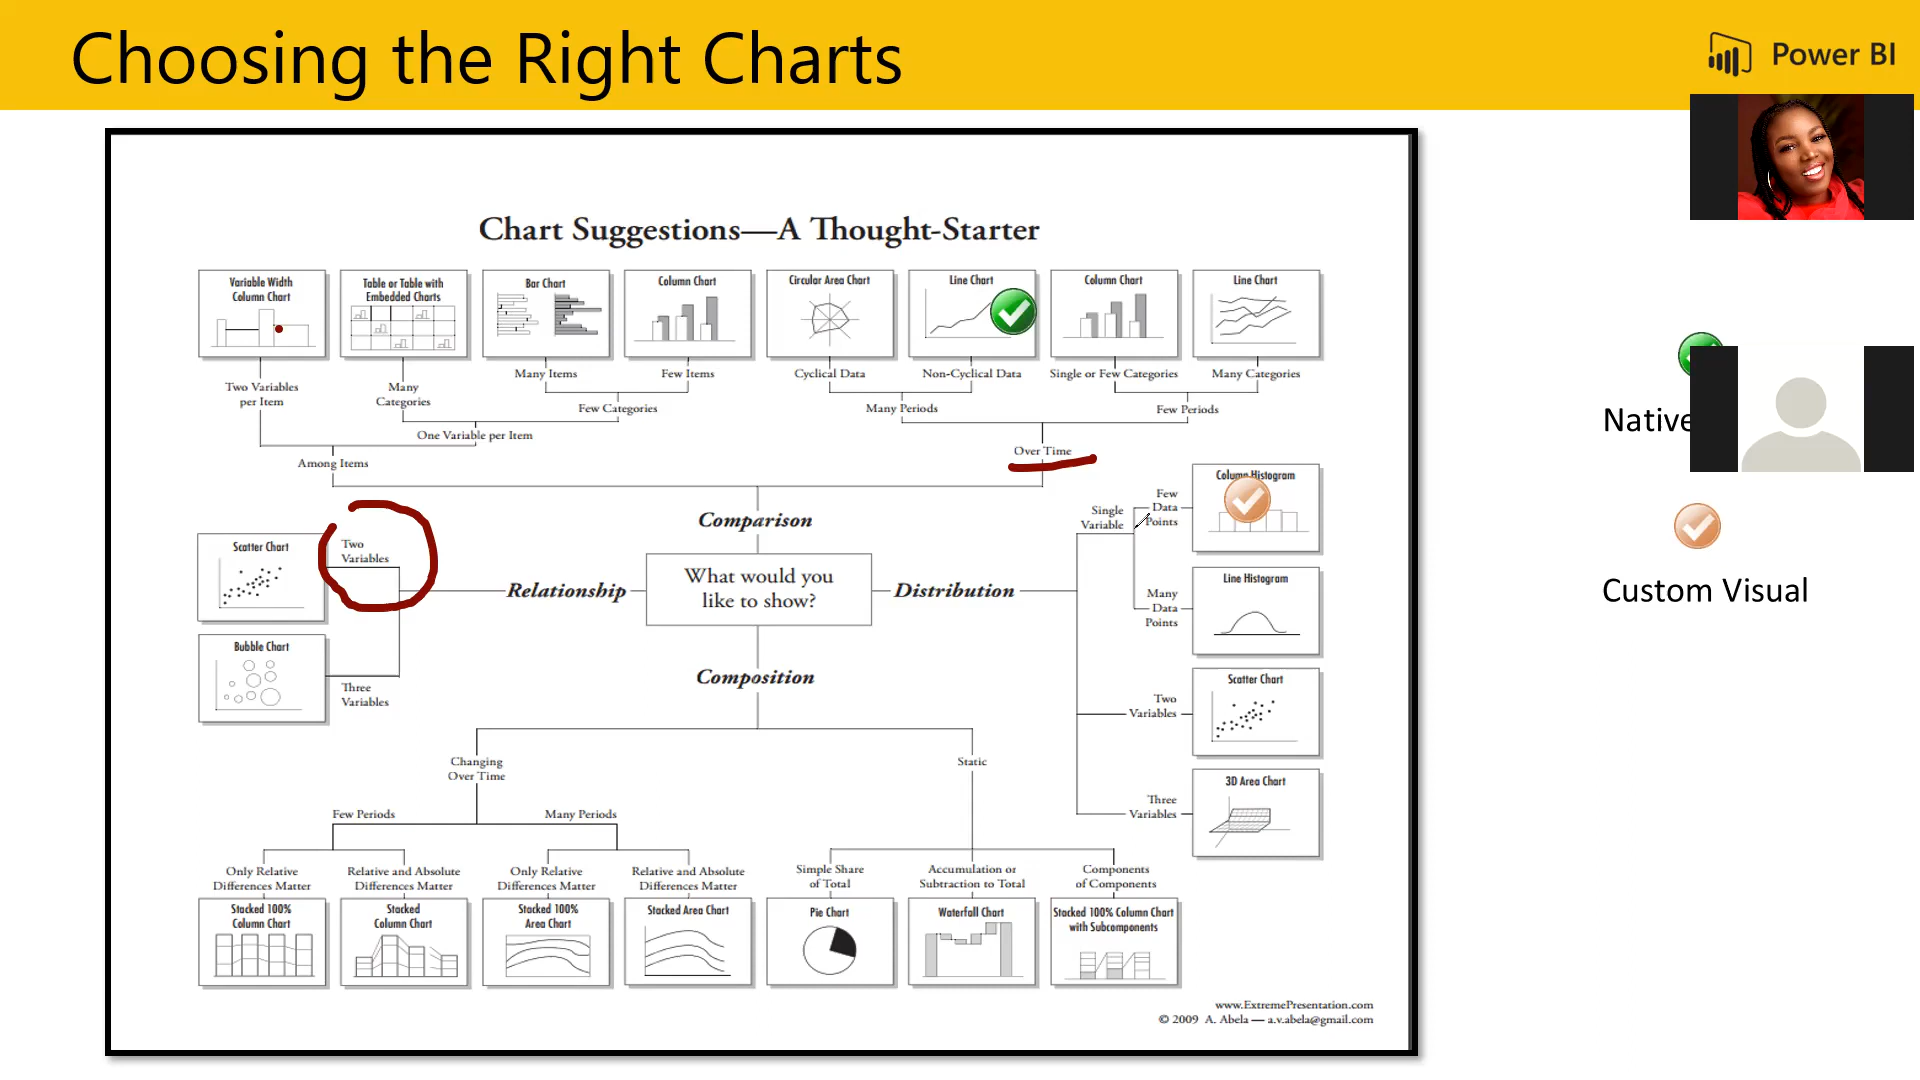 Choosing the Right Charts
Power BI
Chart Suggestions—A Thought-Starter
Variable Width
Column Chart
Table or Table with
Embedded Charts
Bar Chart
Column Chart
Circular Area Chart
Line Chart
Column Chart
Line Chart
Two Variables
per Item
Many
Categories
Many Items
Few Items
Cyclical Data
Non-Cyclical Data
Single or Few Categories
Many Categories
Few Categories
Many Periods
Few Periods
One Variable per Item
Among Items
Over Time
Native
Comparison
Single
Variable
Few
Data
Points
Column Histogram
Custom Visual
Scatter Chart
Two
Variables
Relationship
What would you
like to show?
Distribution
Many
Data
Points
Line Histogram
Bubble Chart
Three
Variables
Composition
Two
Variables
Scatter Chart
Changing
Over Time
Static
Three
Variables
3D Area Chart
Few Periods
Many Periods
Only Relative
Differences Matter
Relative and Absolute
Differences Matter
Only Relative
Differences Matter
Relative and Absolute
Differences Matter
Simple Share
of Total
Accumulation or
Subtraction to Total
Components
of Components
Stacked 100%
Column Chart
Stacked
Column Chart
Stacked 100%
Area Chart
Stacked Area Chart
Pie Chart
Waterfall Chart
Stacked 100% Column Chart
with Subcomponents
www.ExtremePresentation.com
© 2009 A. Abela — a.v.abela@gmail.com